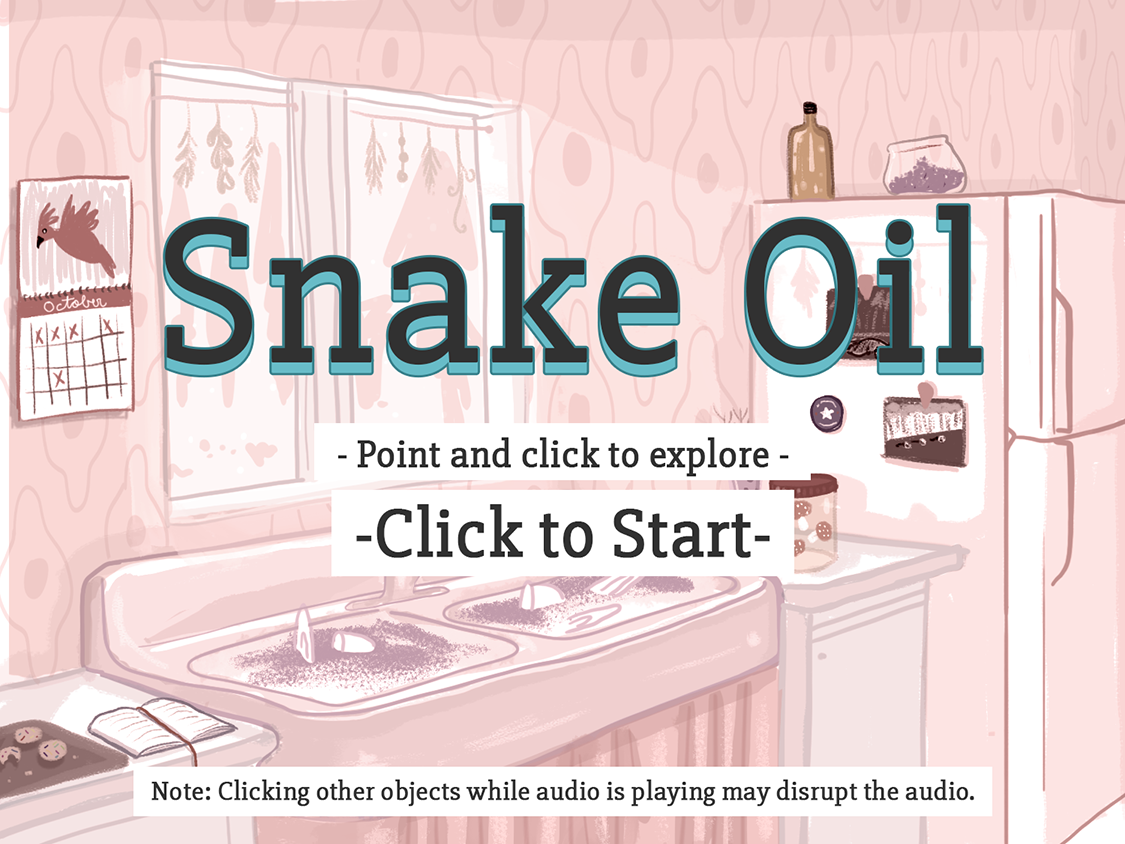 October
Snake Oil
- Point and click to explore -
-Click to Start-
Note: Clicking other objects while audio is playing may disrupt the audio.